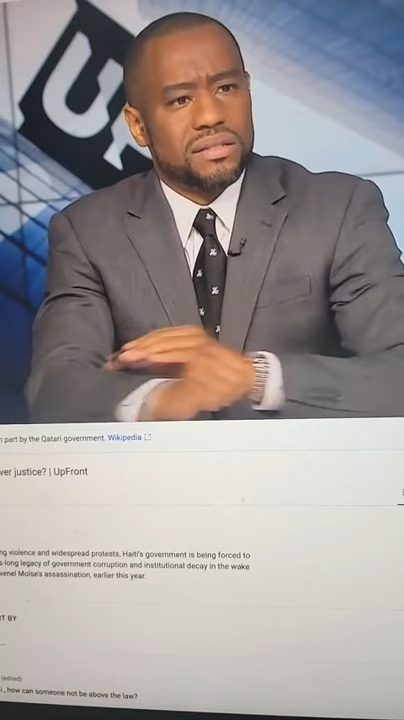 U
part by the Qatari government. Wikipedia
ver justice? | UpFront
ng violence and widespread protests, Haiti's government is being forced to
s-long legacy of government corruption and institutional decay in the wake
venel Moïse's assassination, earlier this year.
RT BY
(edited)
, how can someone not be above the law?